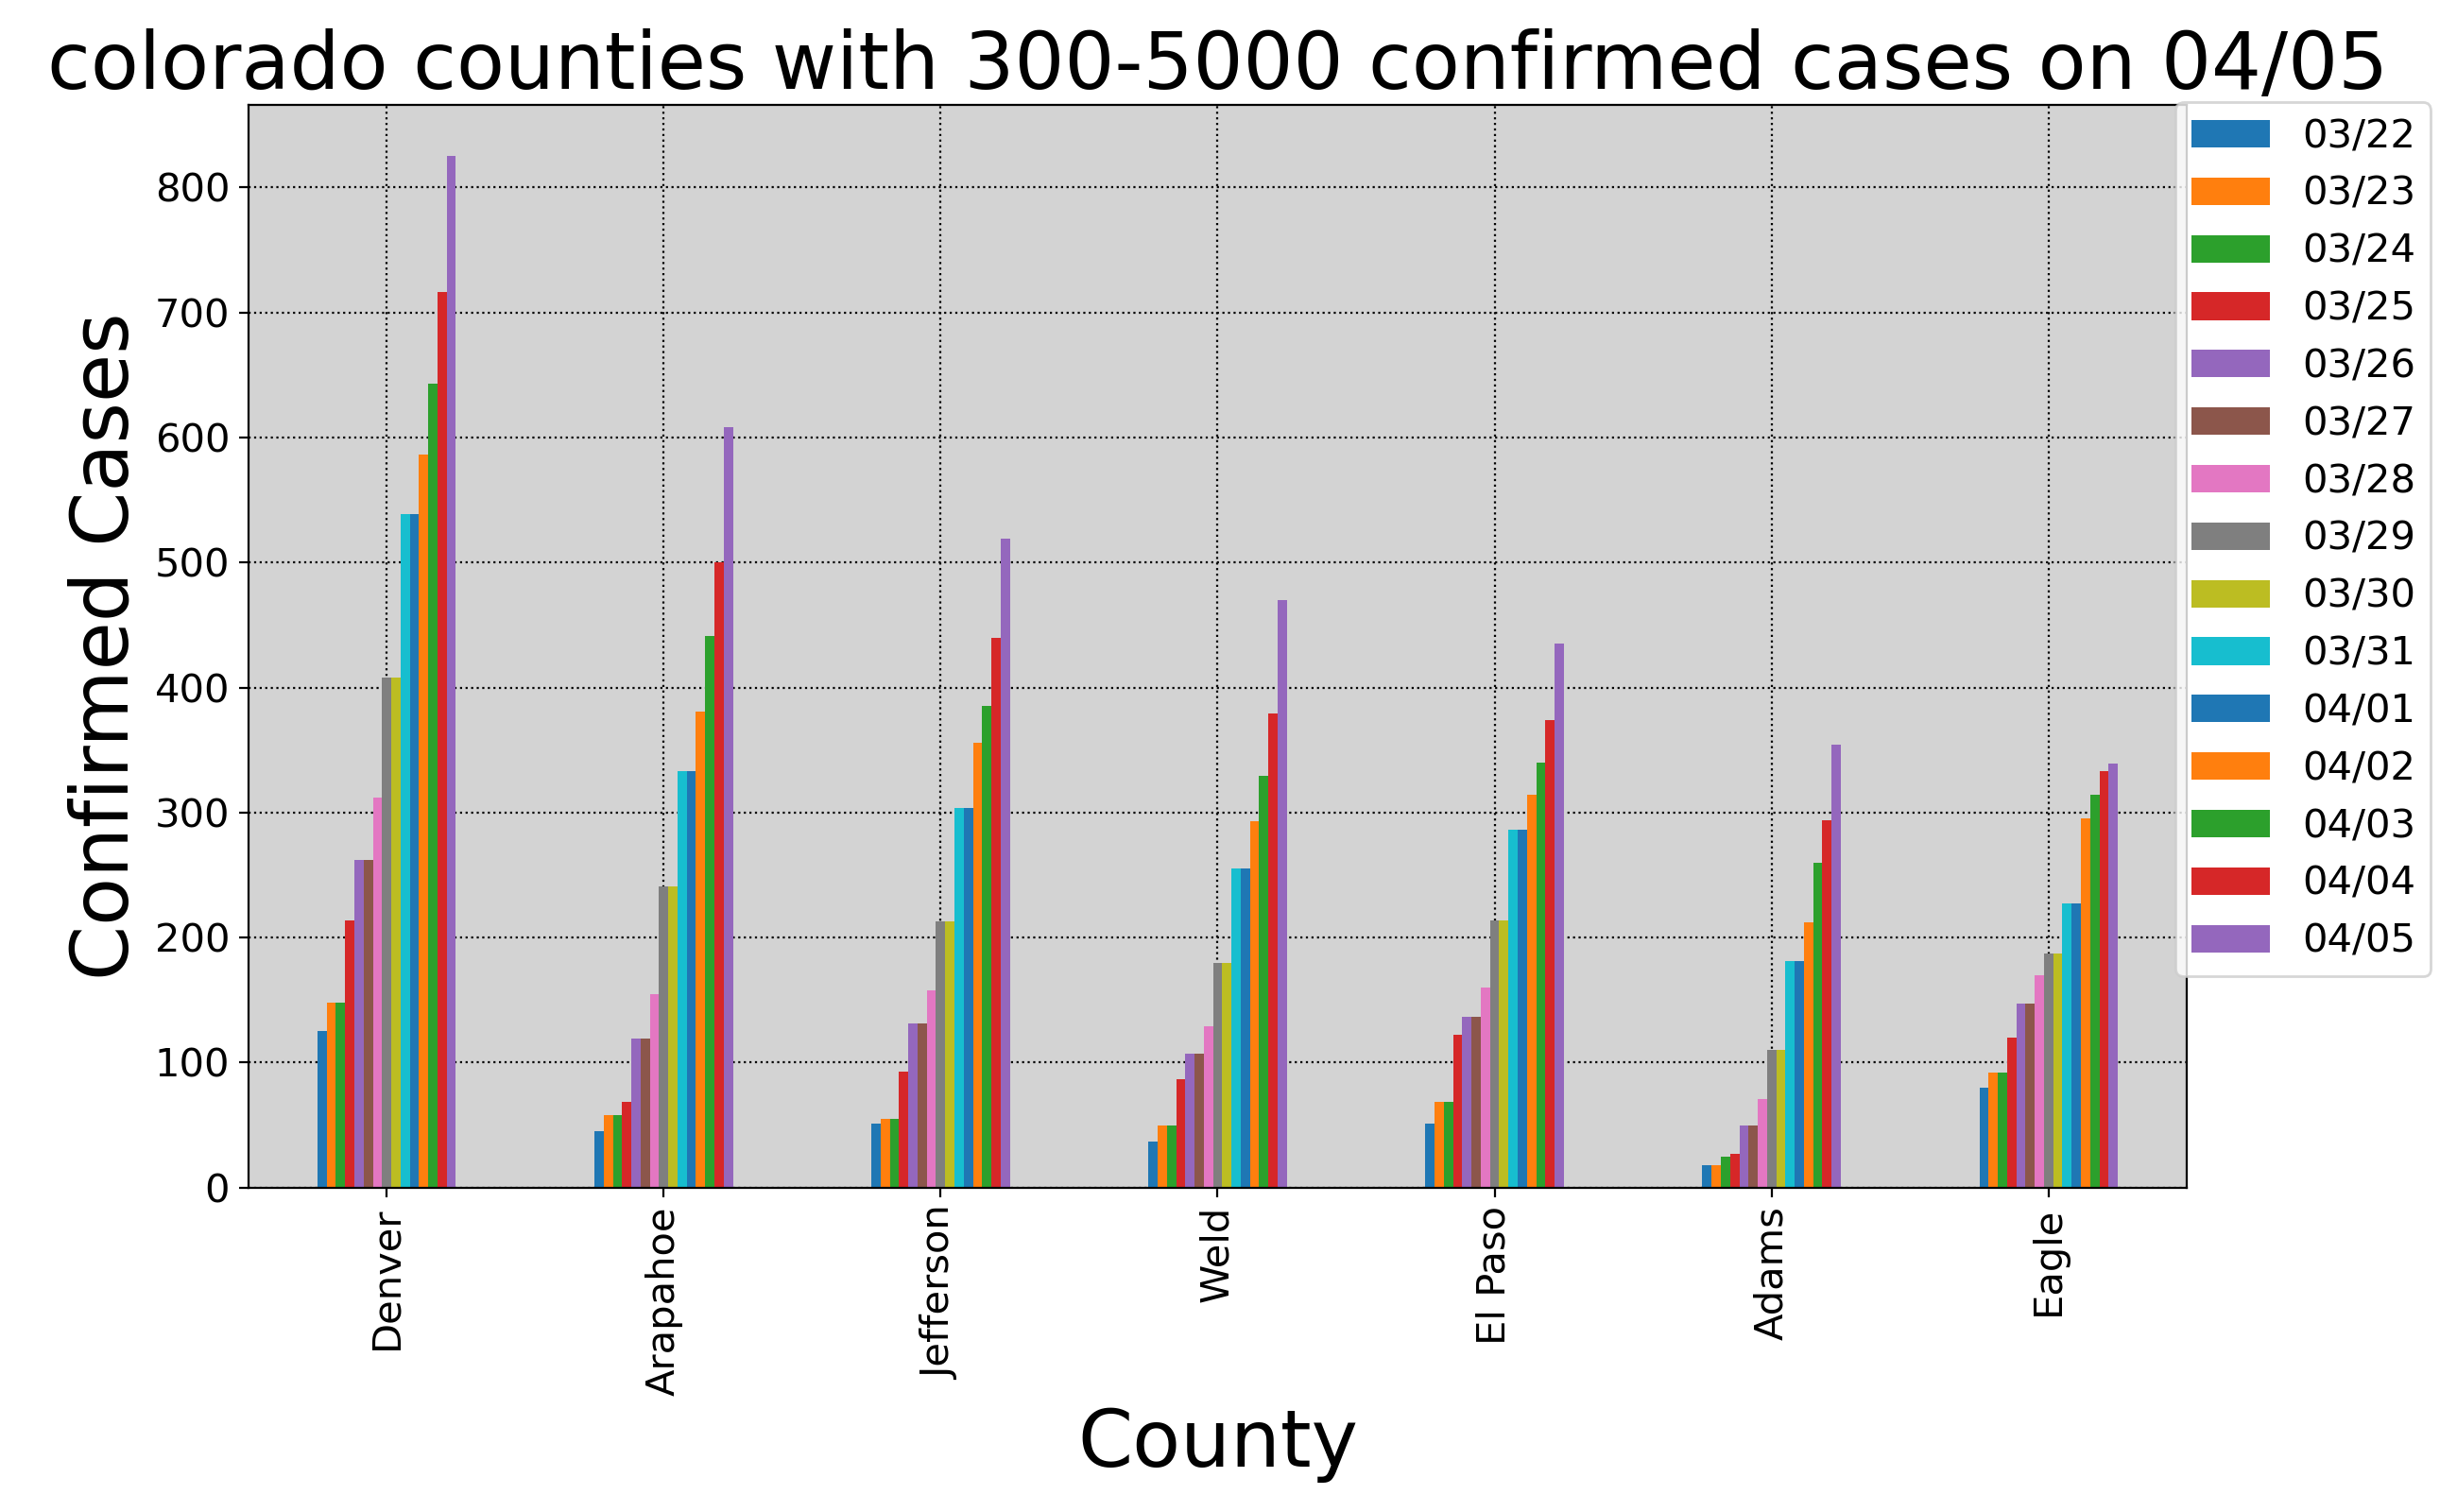 colorado counties with 300-5000 confirmed cases on 04/05
Confirmed Cases
800
700
600
500
400
300
200
100
0
03/22
03/23
03/24
03/25
03/26
03/27
03/28
03/29
03/30
03/31
04/01
04/02
04/03
04/04
04/05
Denver
Arapahoe
Jefferson
Weld
El Paso
Adams
Eagle
County